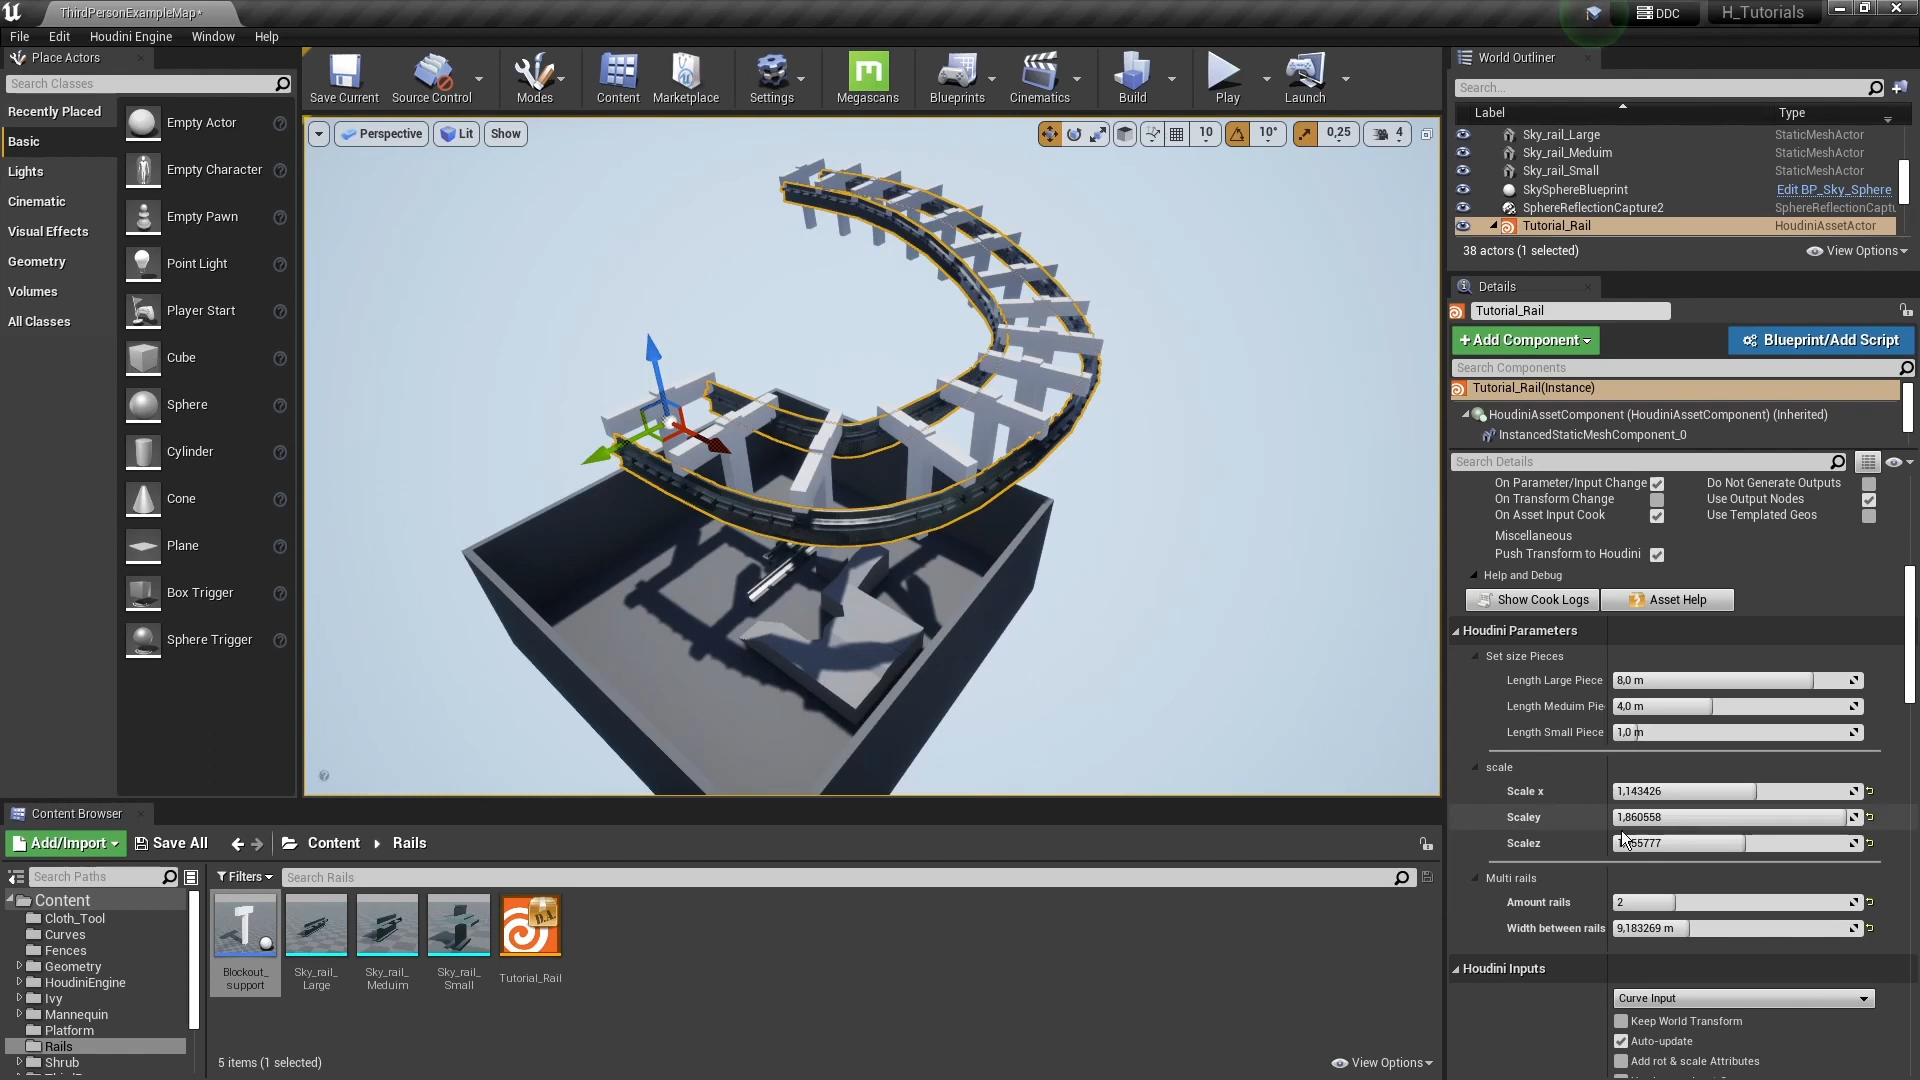 ThirdPersonExampleMap*
DDC
H_Tutorials
File Edit Houdini Engine Window Help
Place Actors
Search Classes
Recently Placed
Basic
Lights
Cinematic
Visual Effects
Geometry
Volumes
All Classes
Empty Actor
Empty Character
Empty Pawn
Point Light
Player Start
Cube
Sphere
Cylinder
Cone
Plane
Box Trigger
Sphere Trigger
Save Current Source Control Modes Content Marketplace Settings Megascans Blueprints Cinematics Build Play Launch
Perspective Lit Show
10 10° 0,25 4
World Outliner
Search...
Label Type
Sky_rail_Large StaticMeshActor
Sky_rail_Meduim StaticMeshActor
Sky_rail_Small StaticMeshActor
SkySphereBlueprint Edit BP_Sky_Sphere
SphereReflectionCapture2 SphereReflectionCaptu
Tutorial_Rail HoudiniAssetActor
38 actors (1 selected) View Options
Details
Tutorial_Rail
+Add Component Blueprint/Add Script
Search Components
Tutorial_Rail(Instance)
HoudiniAssetComponent (HoudiniAssetComponent) (Inherited)
InstancedStaticMeshComponent_0
Search Details
On Parameter/Input Change Do Not Generate Outputs
On Transform Change Use Output Nodes
On Asset Input Cook Use Templated Geos
Miscellaneous
Push Transform to Houdini
Help and Debug
Show Cook Logs Asset Help
Houdini Parameters
Set size Pieces
Length Large Piece 8,0 m
Length Meduim Pie 4,0 m
Length Small Piece 1,0 m
scale
Scale x 1,143426
Scaley 1,860558
Scalez 55777
Multi rails
Amount rails 2
Width between rails 9,183269 m
Houdini Inputs
Curve Input
Keep World Transform
Auto-update
Add rot & scale Attributes
Content Browser
Add/Import Save All Content Rails
Search Paths
Filters Search Rails
Content
Cloth_Tool
Curves
Fences
Geometry
HoudiniEngine
Ivy
Mannequin
Platform
Rails
Shrub
Blockout_support
Sky_rail_Large
Sky_rail_Meduim
Sky_rail_Small
Tutorial_Rail
D.A.
5 items (1 selected) View Options